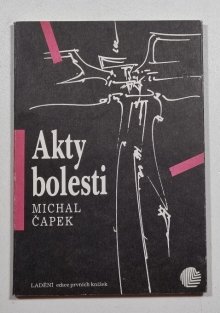 Akty
bolesti
MICHAL
ČAPEK
LADĚNÍ edice prvních knížek